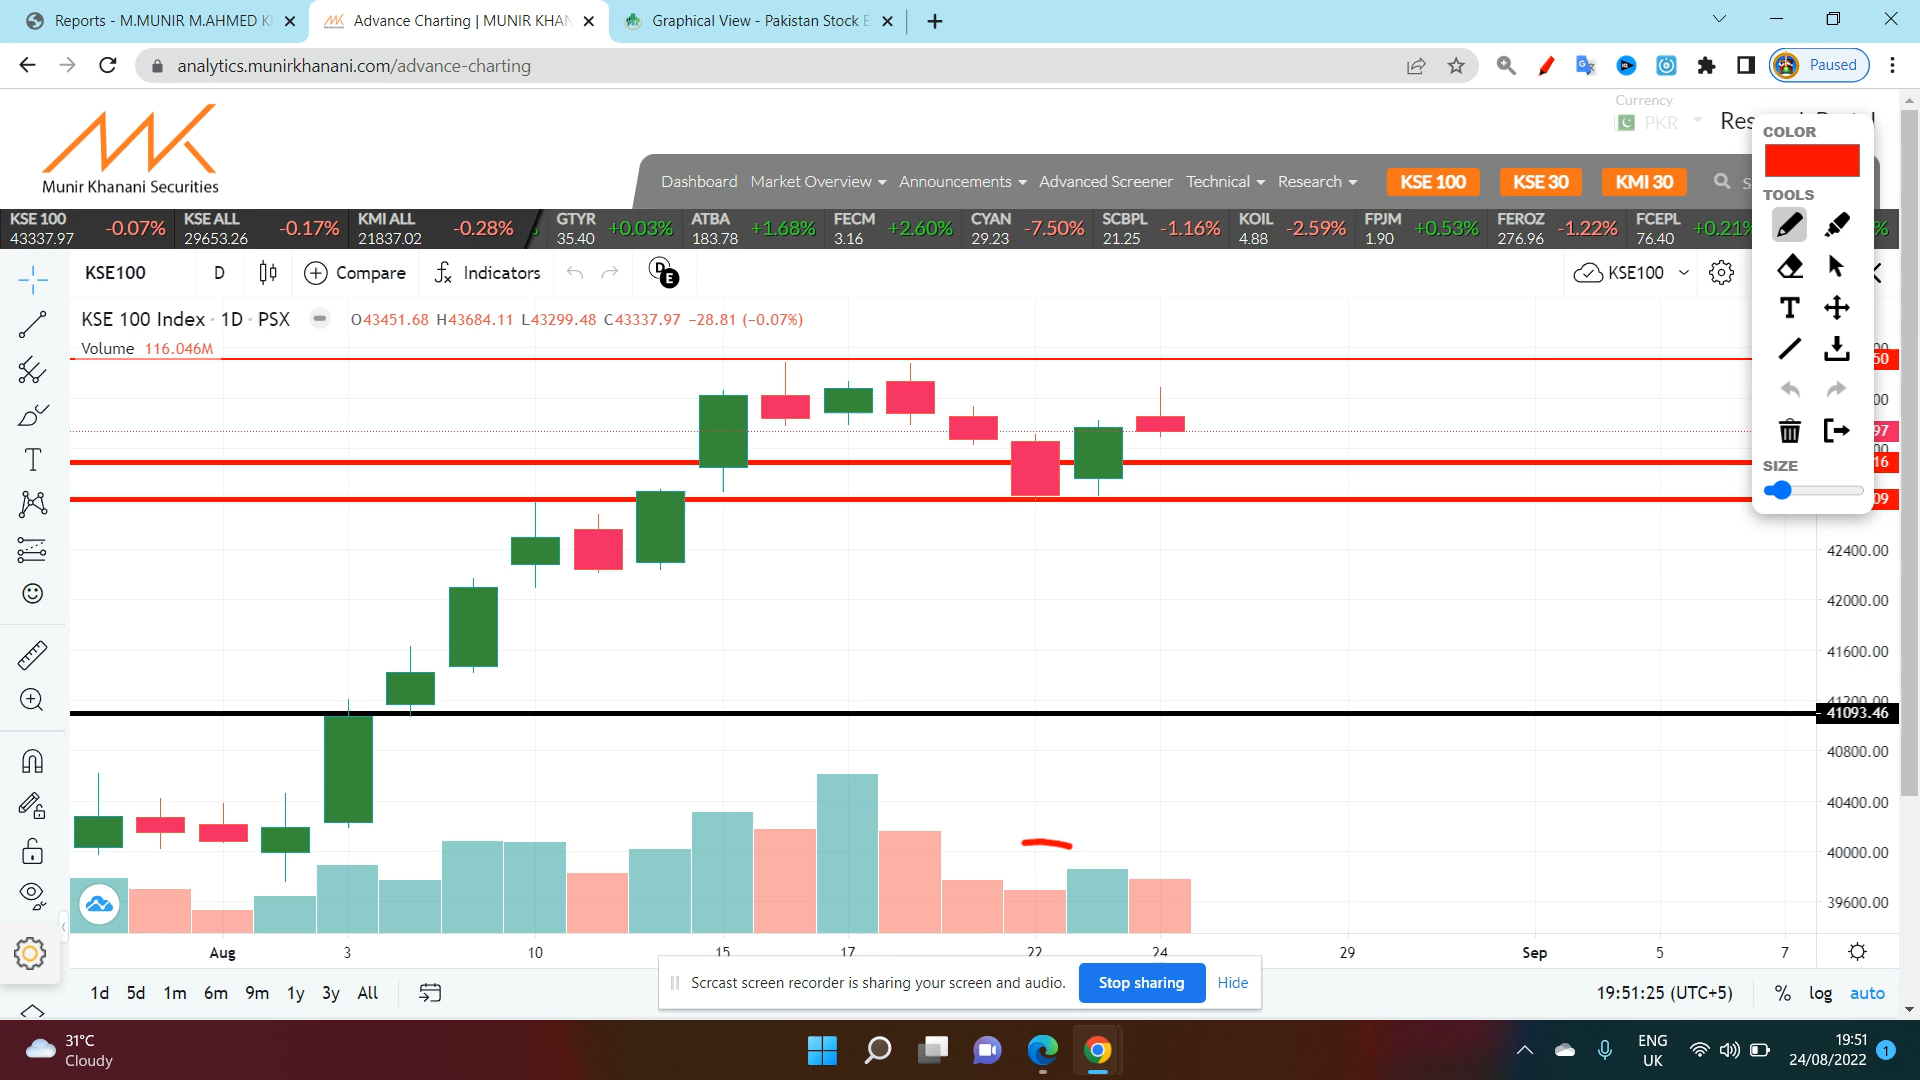 Reports - M.MUNIR M.AHMED K
Advance Charting | MUNIR KHAN
Graphical View - Pakistan Stock E
analytics.munirkhanani.com/advance-charting
Paused
Munir Khanani Securities
Currency
PKR
COLOR
TOOLS
SIZE
Dashboard Market Overview Announcements Advanced Screener Technical Research KSE 100 KSE 30 KMI 30
KSE 100 43337.97 -0.07%
KSE ALL 29653.26 -0.17%
KMI ALL 21837.02 -0.28%
GTYR 35.40 +0.03%
ATBA 183.78 +1.68%
FECM 3.16 +2.60%
CYAN 29.23 -7.50%
SCBPL 21.25 -1.16%
KOIL 4.88 -2.59%
FPJM 1.90 +0.53%
FEROZ 276.96 -1.22%
FCEPL 76.40 +0.21%
KSE100 D Compare Indicators D E KSE100
KSE 100 Index · 1D · PSX O43451.68 H43684.11 L43299.48 C43337.97 -28.81 (-0.07%)
Volume 116.046M
42400.00
42000.00
41600.00
41200.00
41093.46
40800.00
40400.00
40000.00
39600.00
Aug 3 10 15 17 22 24 29 Sep 5 7
1d 5d 1m 6m 9m 1y 3y All
19:51:25 (UTC+5) % log auto
Scrcast screen recorder is sharing your screen and audio. Stop sharing Hide
31°C
Cloudy
ENG
UK
19:51
24/08/2022
1